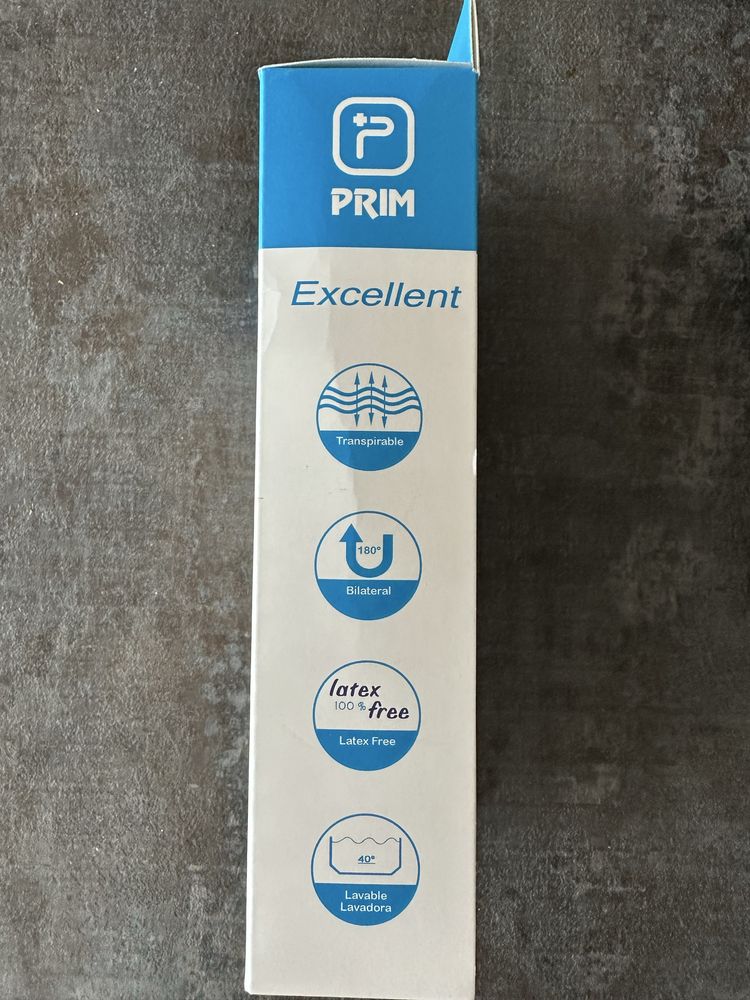 PRIM
Excellent
Transpirable
180°
Bilateral
latex
100 % free
Latex Free
40°
Lavable
Lavadora